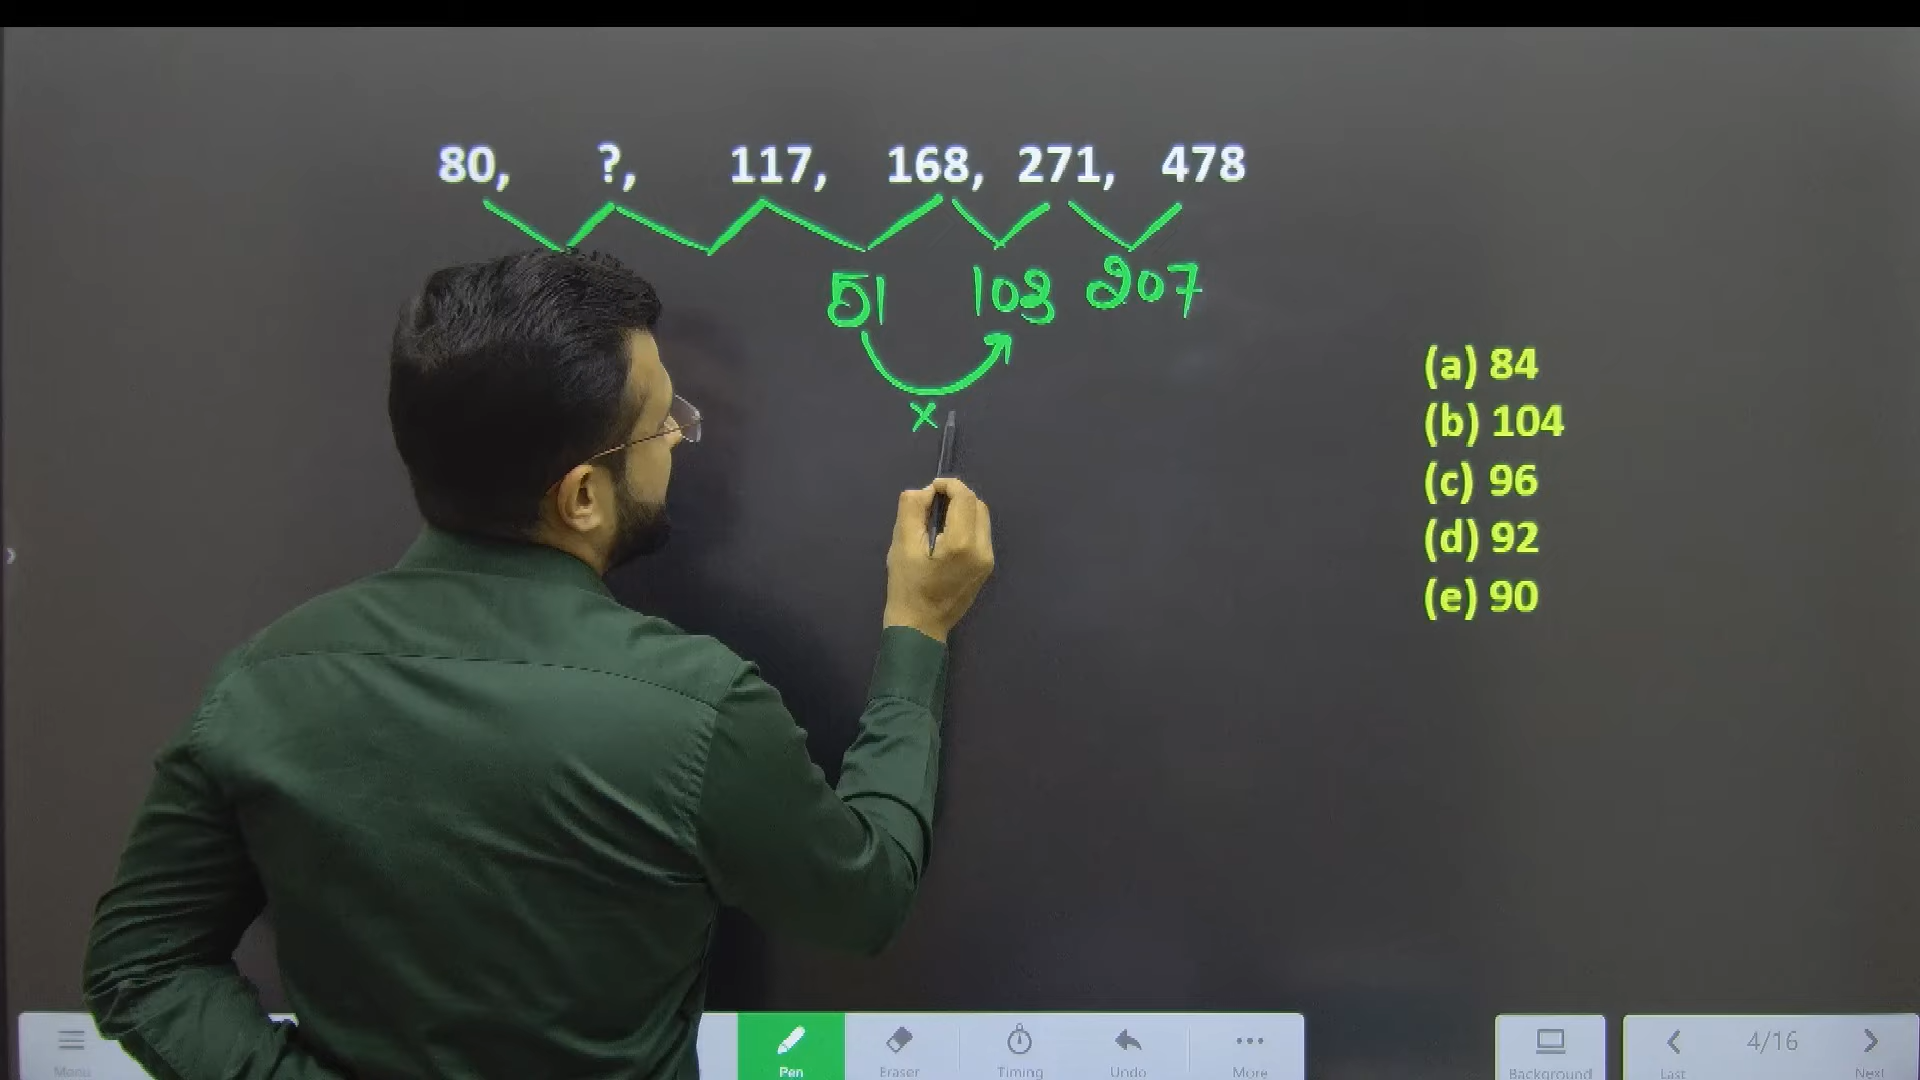 80, ?, 117, 168, 271, 478
51 103 207
x
(a) 84
(b) 104
(c) 96
(d) 92
(e) 90
Menu Pen Eraser Timing Undo More Background Last 4/16 Next